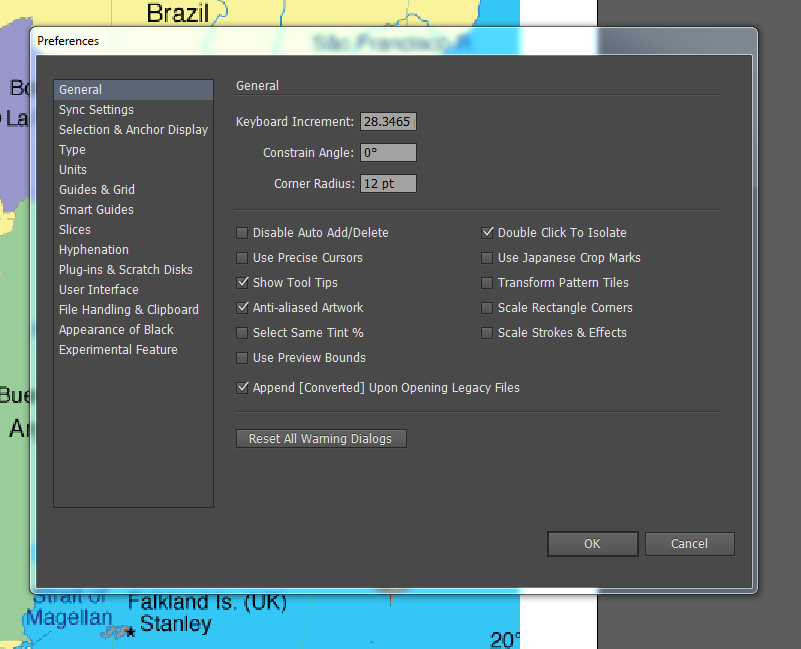 Brazil
Preferences
São Francisco R.
General
Sync Settings
Selection & Anchor Display
Type
Units
Guides & Grid
Smart Guides
Slices
Hyphenation
Plug-ins & Scratch Disks
User Interface
File Handling & Clipboard
Appearance of Black
Experimental Feature
General
Keyboard Increment: 28.3465
Constrain Angle: 0°
Corner Radius: 12 pt
Disable Auto Add/Delete
Use Precise Cursors
Show Tool Tips
Anti-aliased Artwork
Select Same Tint %
Use Preview Bounds
Double Click To Isolate
Use Japanese Crop Marks
Transform Pattern Tiles
Scale Rectangle Corners
Scale Strokes & Effects
Append [Converted] Upon Opening Legacy Files
Reset All Warning Dialogs
OK
Cancel
Bo
La
Bue
Ar
Strait of
Magellan
Falkland Is. (UK)
Stanley
20°